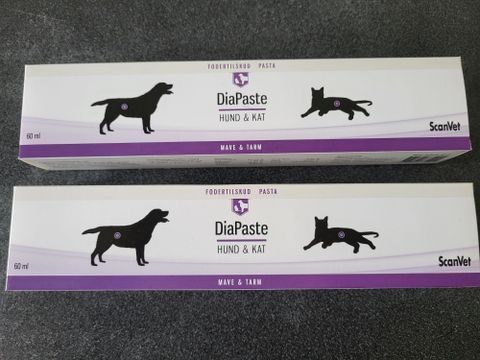 FODERTILSKUD PASTA
DiaPaste
HUND & KAT
60 ml
ScanVet
MAVE & TARM
FODERTILSKUD PASTA
DiaPaste
HUND & KAT
60 ml
ScanVet
MAVE & TARM